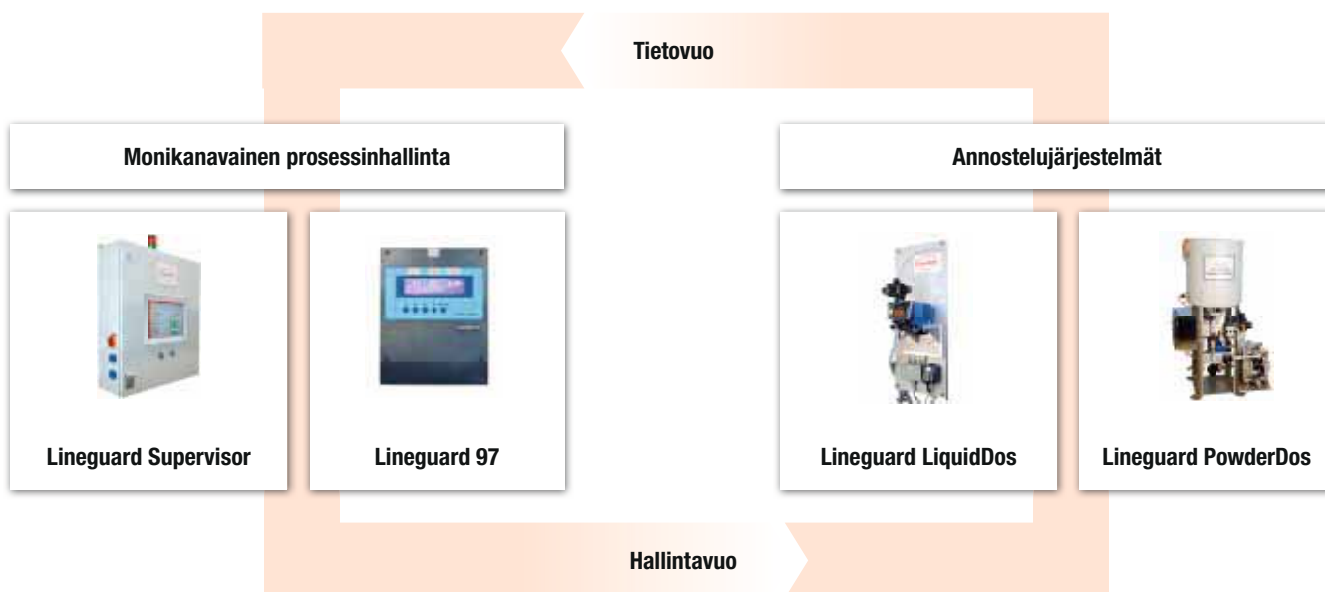 Tietovuo
Monikanavainen prosessinhallinta
Annostelujärjestelmät
Lineguard Supervisor
Lineguard 97
Lineguard LiquidDos
Lineguard PowderDos
Hallintavuo